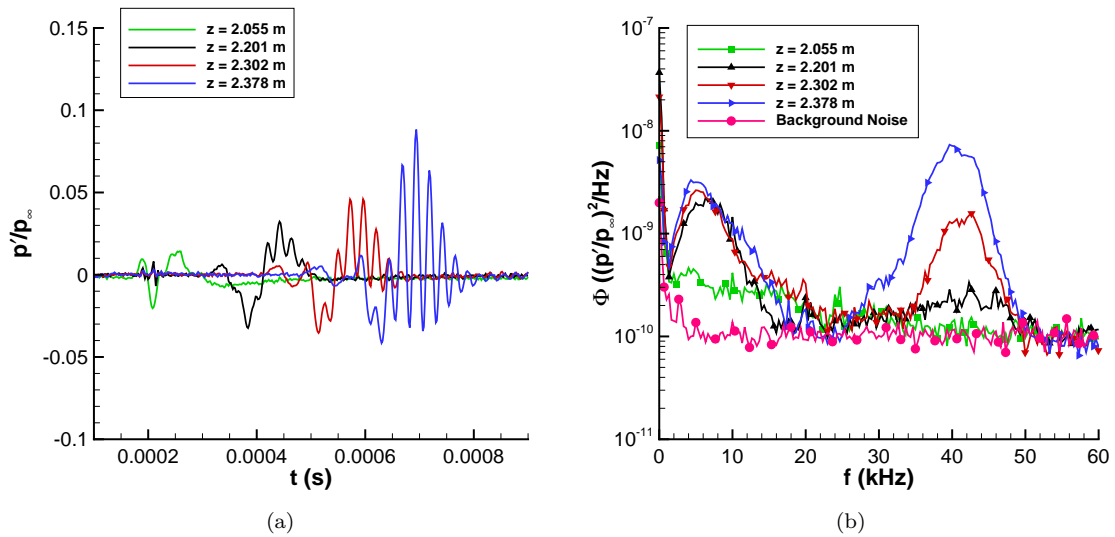 z = 2.055 m
z = 2.201 m
z = 2.302 m
z = 2.378 m
p'/p∞
0.15
0.1
0.05
0
-0.05
-0.1
0.0002
0.0004
0.0006
0.0008
t (s)
(a)
z = 2.055 m
z = 2.201 m
z = 2.302 m
z = 2.378 m
Background Noise
Φ ((p'/p∞)²/Hz)
10⁻⁷
10⁻⁸
10⁻⁹
10⁻¹⁰
10⁻¹¹
0
10
20
30
40
50
60
f (kHz)
(b)